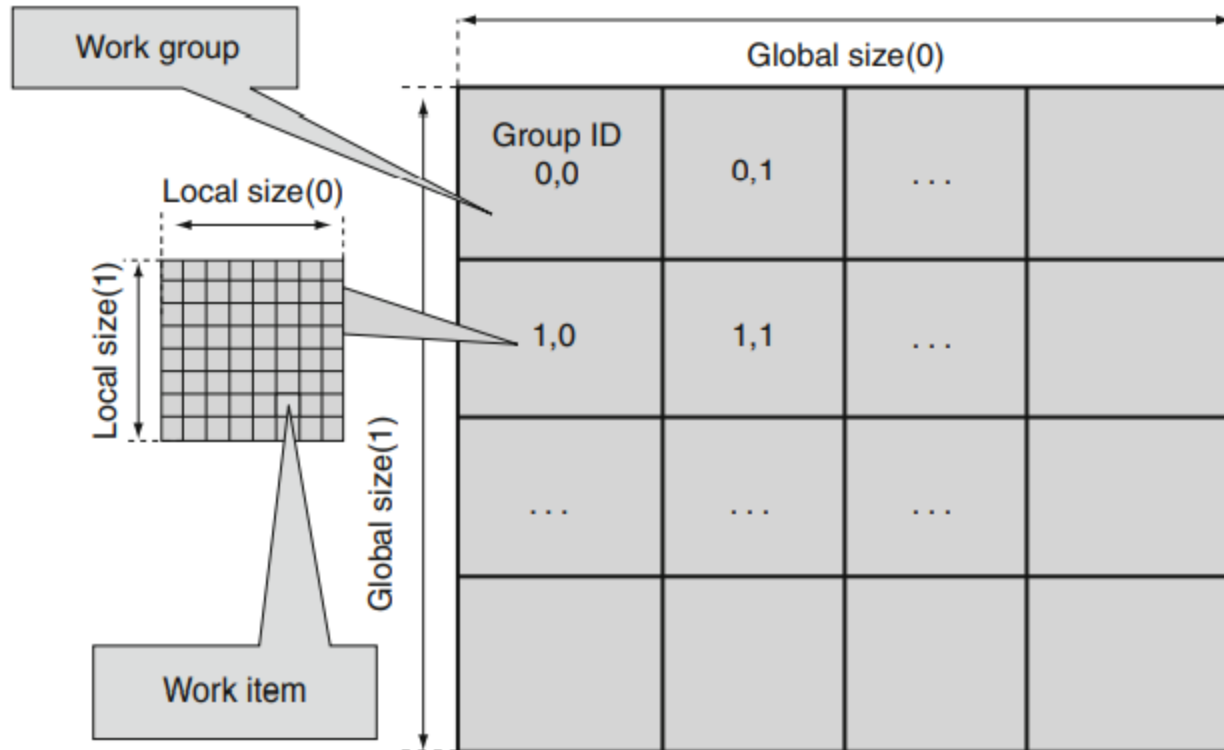 Work group
Global size(0)
Group ID
0,0
0,1
...
Local size(0)
Local size(1)
1,0
1,1
...
Global size(1)
...
...
...
Work item